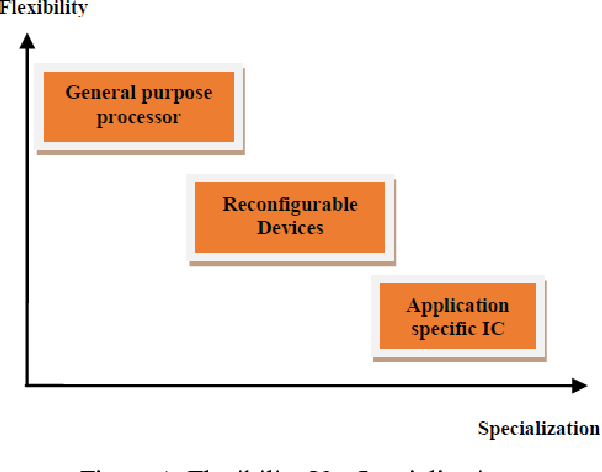 Flexibility
General purpose
processor
Reconfigurable
Devices
Application
specific IC
Specialization